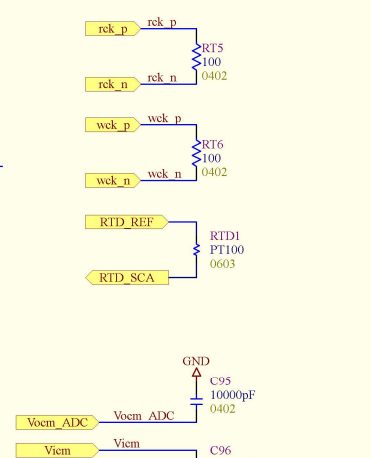 rck_p
rck_p
RT5
100
0402
rck_n
rck_n
wck_p
wck_p
RT6
100
0402
wck_n
wck_n
RTD_REF
RTD1
PT100
0603
RTD_SCA
GND
C95
10000pF
0402
Vocm_ADC
Vocm_ADC
Vicm
Vicm
C96